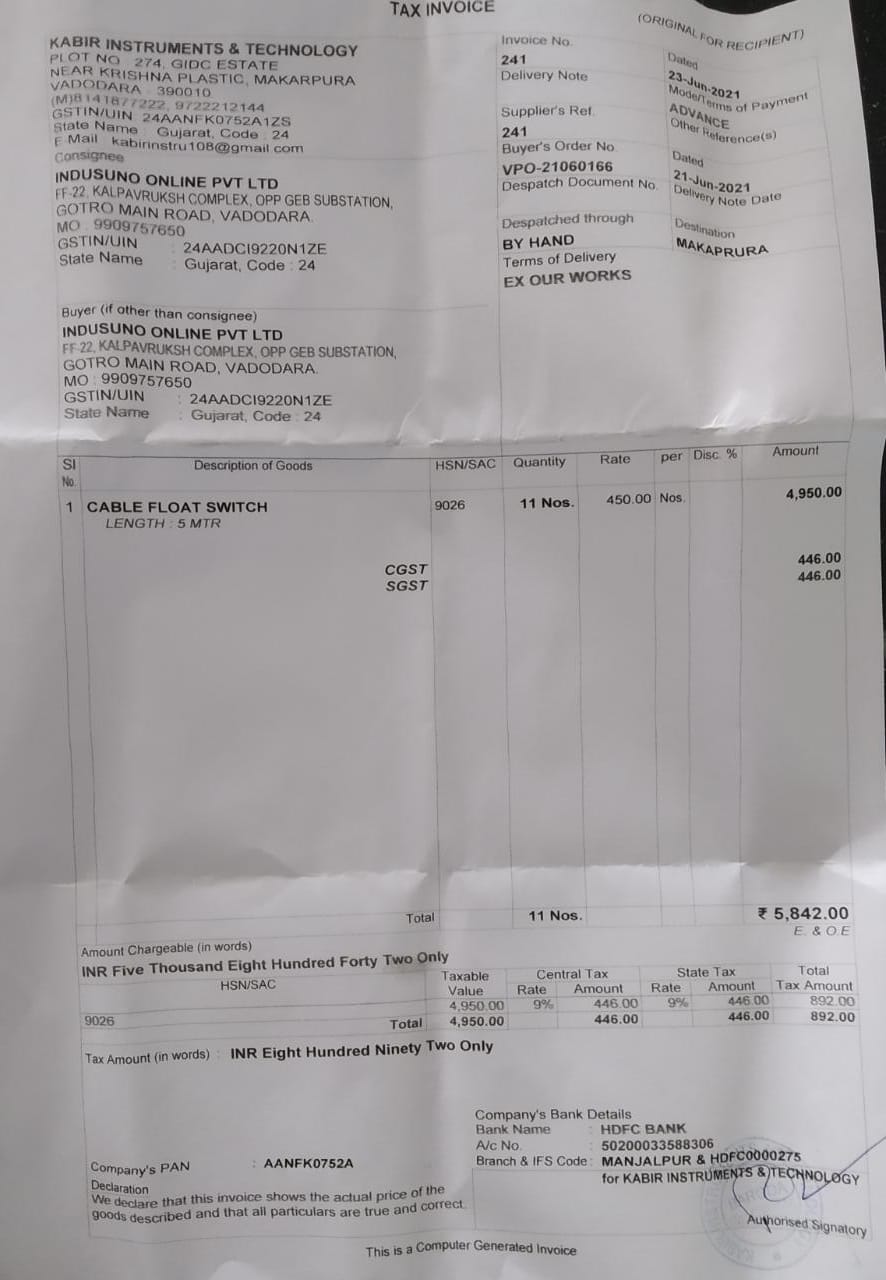 TAX INVOICE
(ORIGINAL FOR RECIPIENT)
KABIR INSTRUMENTS & TECHNOLOGY
PLOT NO 274, GIDC ESTATE
NEAR KRISHNA PLASTIC, MAKARPURA
VADODARA : 390010
(M)8141877222, 9722212144
GSTIN/UIN: 24AANFK0752A1ZS
State Name : Gujarat, Code : 24
E Mail : kabirinstru108@gmail.com
Consignee
INDUSUNO ONLINE PVT LTD
FF-22, KALPAVRUKSH COMPLEX, OPP GEB SUBSTATION,
GOTRO MAIN ROAD, VADODARA.
MO : 9909757650
GSTIN/UIN : 24AADCI9220N1ZE
State Name : Gujarat, Code : 24
Buyer (if other than consignee)
INDUSUNO ONLINE PVT LTD
FF-22, KALPAVRUKSH COMPLEX, OPP GEB SUBSTATION,
GOTRO MAIN ROAD, VADODARA.
MO : 9909757650
GSTIN/UIN : 24AADCI9220N1ZE
State Name : Gujarat, Code : 24
Invoice No.
241
Dated
23-Jun-2021
Delivery Note
Mode/Terms of Payment
ADVANCE
Supplier's Ref.
241
Other Reference(s)
Buyer's Order No.
VPO-21060166
Dated
21-Jun-2021
Despatch Document No.
Delivery Note Date
Despatched through
BY HAND
Destination
MAKAPRURA
Terms of Delivery
EX OUR WORKS
Sl No. Description of Goods HSN/SAC Quantity Rate per Disc. % Amount
1 CABLE FLOAT SWITCH 9026 11 Nos. 450.00 Nos. 4,950.00
LENGTH : 5 MTR
CGST 446.00
SGST 446.00
Total 11 Nos. ₹ 5,842.00
E. & O.E
Amount Chargeable (in words)
INR Five Thousand Eight Hundred Forty Two Only
HSN/SAC Taxable Value Central Tax State Tax Total Tax Amount
Rate Amount Rate Amount
9026 4,950.00 9% 446.00 9% 446.00 892.00
Total 4,950.00 446.00 446.00 892.00
Tax Amount (in words) : INR Eight Hundred Ninety Two Only
Company's Bank Details
Bank Name : HDFC BANK
A/c No. : 50200033588306
Branch & IFS Code : MANJALPUR & HDFC0000275
Company's PAN : AANFK0752A
Declaration
We declare that this invoice shows the actual price of the
goods described and that all particulars are true and correct.
for KABIR INSTRUMENTS & TECHNOLOGY
Authorised Signatory
This is a Computer Generated Invoice